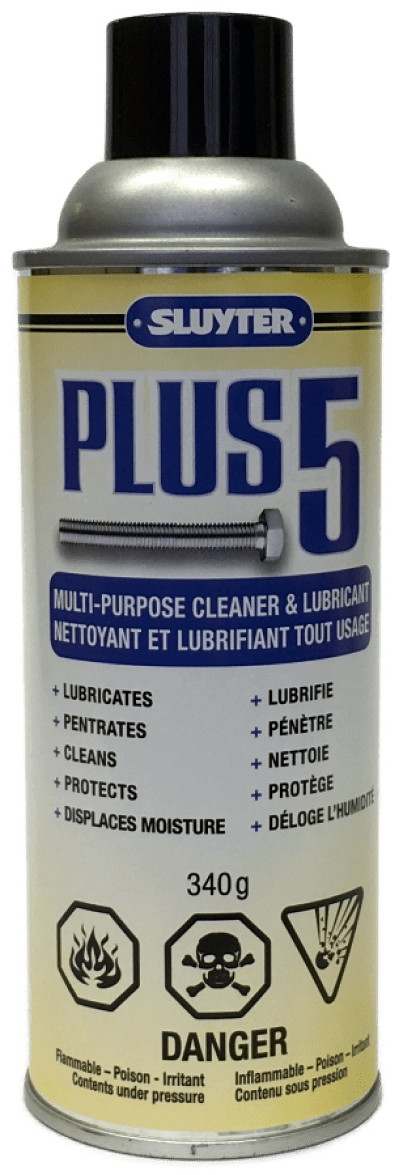 SLUYTER
PLUS 5
MULTI-PURPOSE CLEANER & LUBRICANT
NETTOYANT ET LUBRIFIANT TOUT USAGE
+ LUBRICATES
+ PENTRATES
+ CLEANS
+ PROTECTS
+ DISPLACES MOISTURE
+ LUBRIFIE
+ PÉNÈTRE
+ NETTOIE
+ PROTÈGE
+ DÉLOGE L'HUMIDITÉ
340 g
DANGER
Flammable – Poison - Irritant
Contents under pressure
Inflammable – Poison – Irritant
Contenu sous pression